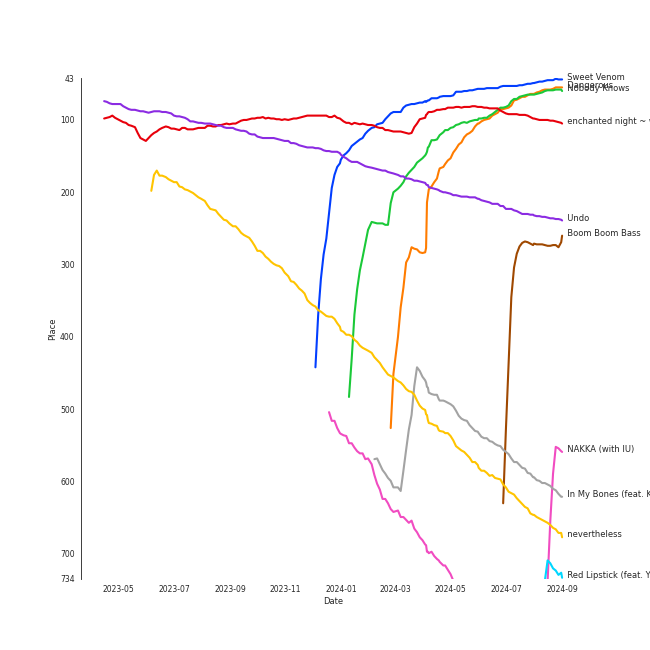 43
100
200
300
400
500
600
700
734
Place
2023-05
2023-07
2023-09
2023-11
2024-01
2024-03
2024-05
2024-07
2024-09
Date
Sweet Venom
Dangerous
Nobody Knows
enchanted night ~
Undo
Boom Boom Bass
NAKKA (with IU)
In My Bones (feat. K
nevertheless
Red Lipstick (feat. Y